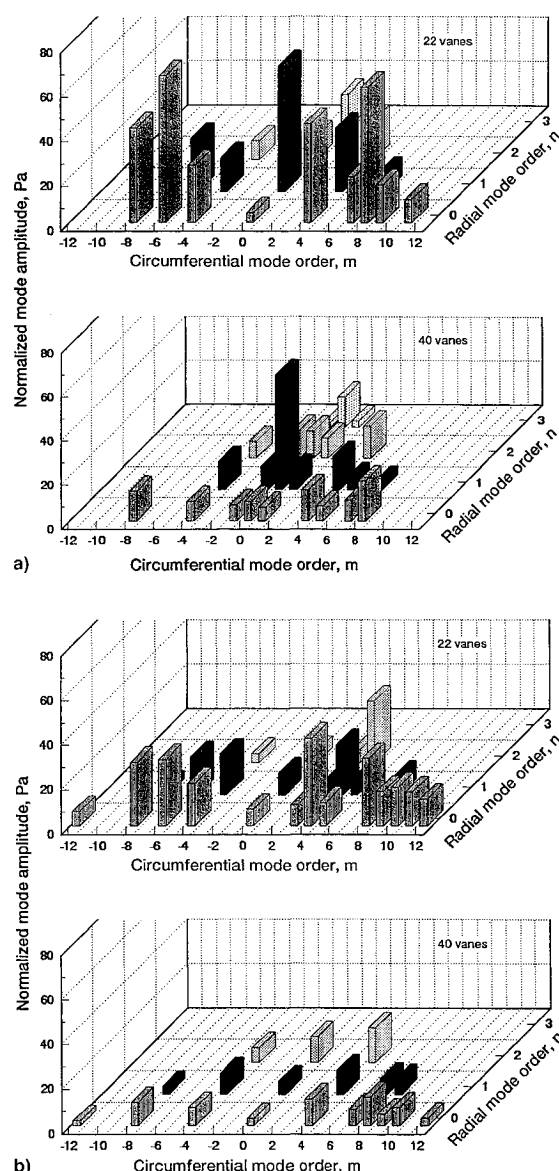 80
60
40
20
0
22 vanes
3
2
1
0
-12 -10 -8 -6 -4 -2 0 2 4 6 8 10 12
Circumferential mode order, m
Radial mode order, n
Normalized mode amplitude, Pa
80
60
40
20
0
40 vanes
3
2
1
0
-12 -10 -8 -6 -4 -2 0 2 4 6 8 10 12
Circumferential mode order, m
Radial mode order, n
a)
80
60
40
20
0
22 vanes
3
2
1
0
-12 -10 -8 -6 -4 -2 0 2 4 6 8 10 12
Circumferential mode order, m
Radial mode order, n
Normalized mode amplitude, Pa
80
60
40
20
0
40 vanes
3
2
1
0
-12 -10 -8 -6 -4 -2 0 2 4 6 8 10 12
Circumferential mode order, m
Radial mode order, n
b)